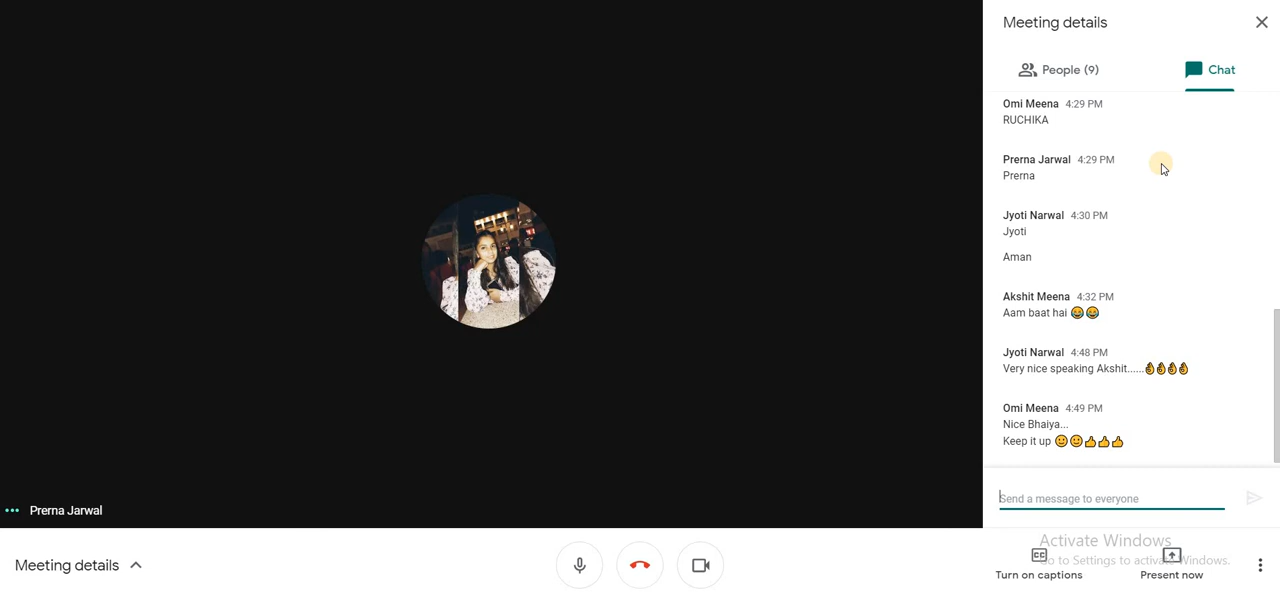 Meeting details
People (9)
Chat
Omi Meena 4:29 PM
RUCHIKA
Prerna Jarwal 4:29 PM
Prerna
Jyoti Narwal 4:30 PM
Jyoti
Aman
Akshit Meena 4:32 PM
Aam baat hai 😂😂
Jyoti Narwal 4:48 PM
Very nice speaking Akshit......👌👌👌👌
Omi Meena 4:49 PM
Nice Bhaiya...
Keep it up 🙂🙂👍👍👍
Send a message to everyone
Prerna Jarwal
Meeting details
Activate Windows
Go to Settings to activate Windows.
Turn on captions
Present now